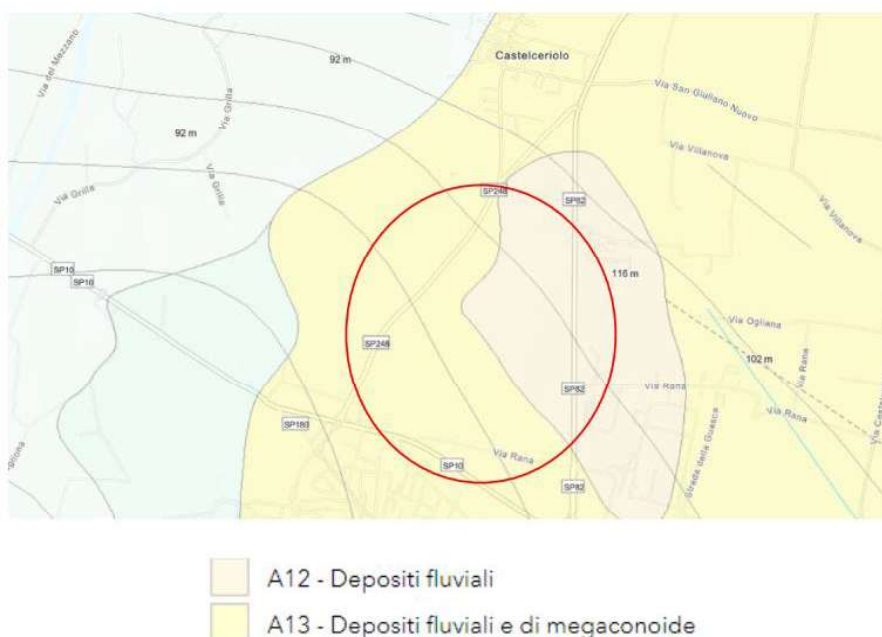 Castelceriolo
92 m
Via del Mezzano
Via Grilla
Via San Giuliano Nuovo
92 m
Via Villanova
Via Grilla
Via Grilla
SP248
SP82
Via Villanova
SP10
SP10
116 m
Via Ogliana
SP248
102 m
Via Rana
SP82
Via Rana
Via Rana
SP180
Via Rana
SP10
Strada della Guasca
SP82
A12 - Depositi fluviali
A13 - Depositi fluviali e di megaconoide